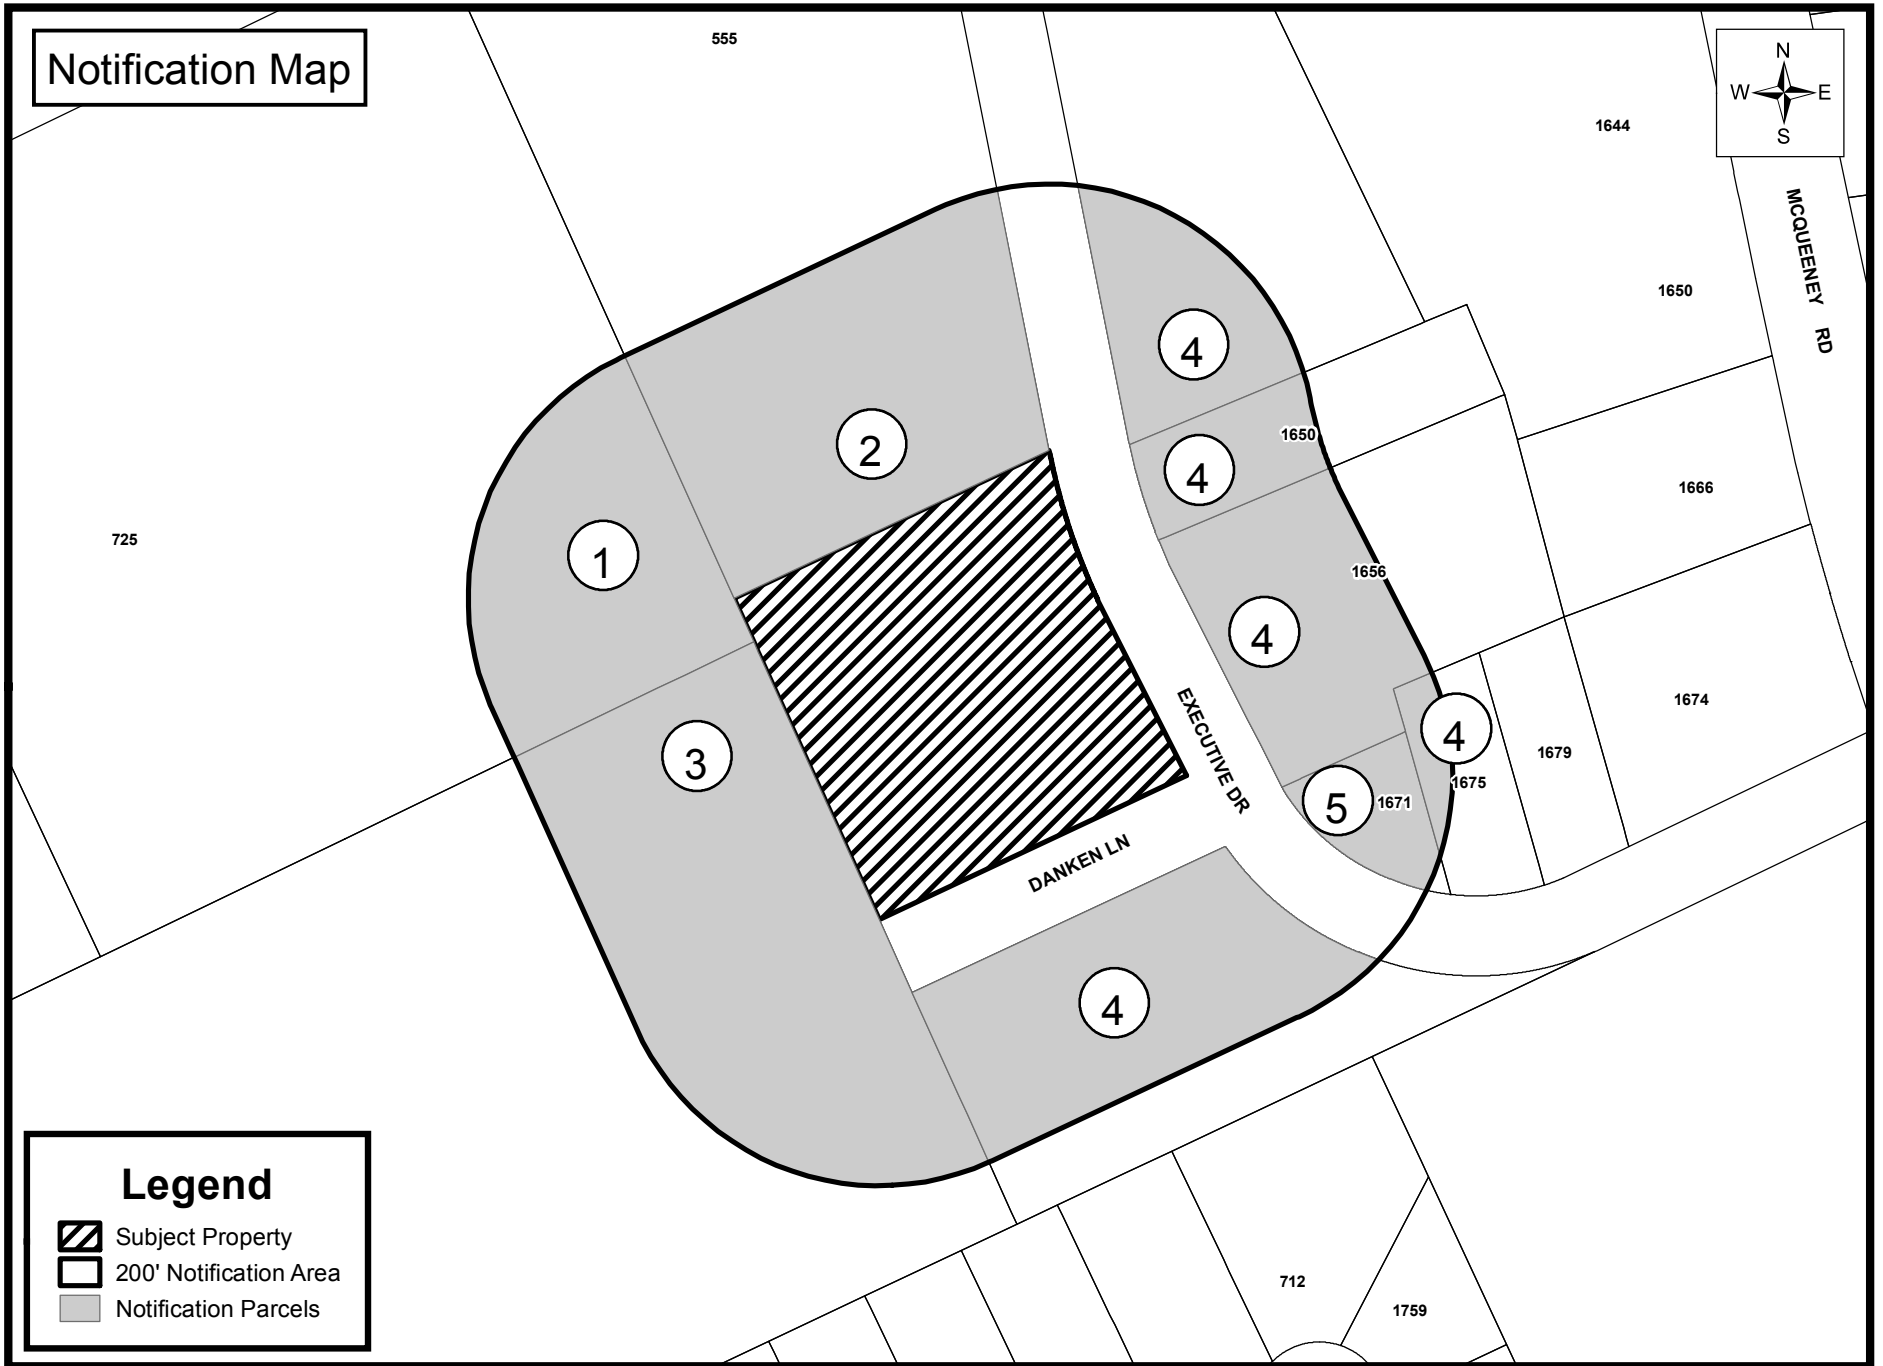 Notification Map
555
N
W E
S
1644
MCQUEENEY RD
1650
4
2
1650
4
1666
725
1
1656
4
3
EXECUTIVE DR
4
1674
1679
1675
5
1671
DANKEN LN
4
Legend
Subject Property
200' Notification Area
Notification Parcels
712
1759